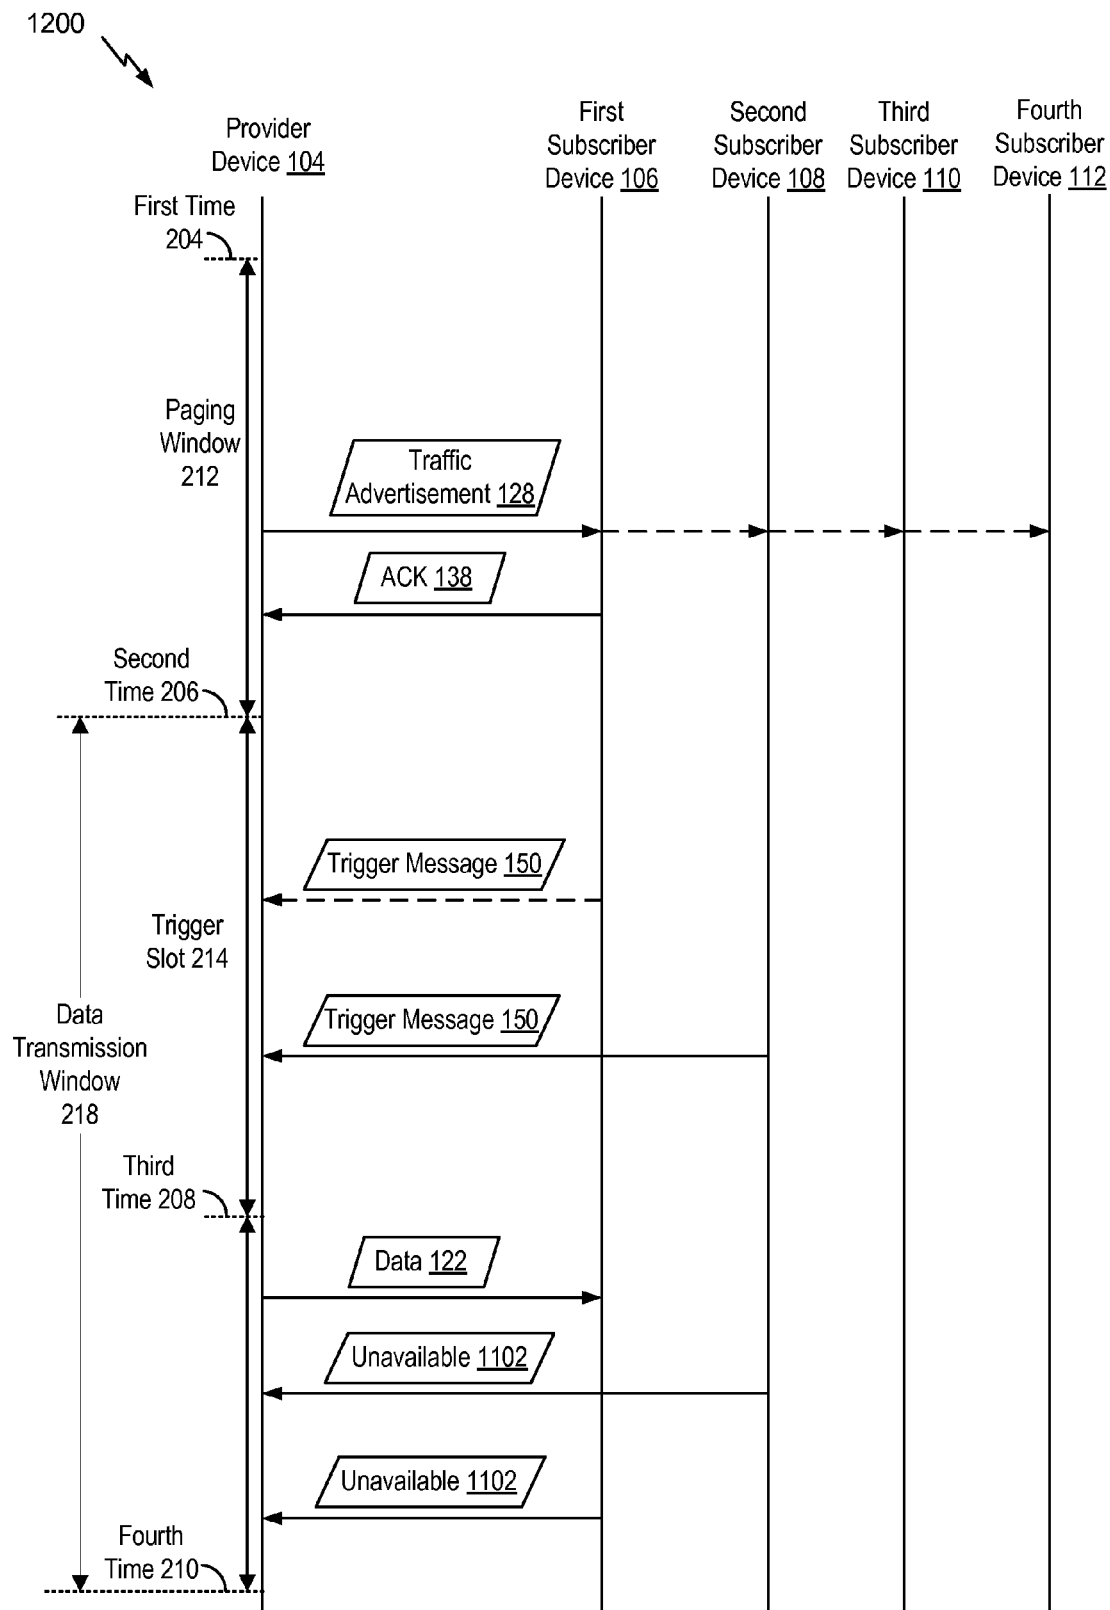 1200
Provider
Device 104
First
Subscriber
Device 106
Second
Subscriber
Device 108
Third
Subscriber
Device 110
Fourth
Subscriber
Device 112
First Time
204
Paging
Window
212
Traffic
Advertisement 128
ACK 138
Second
Time 206
Trigger Message 150
Trigger
Slot 214
Trigger Message 150
Data
Transmission
Window
218
Third
Time 208
Data 122
Unavailable 1102
Unavailable 1102
Fourth
Time 210